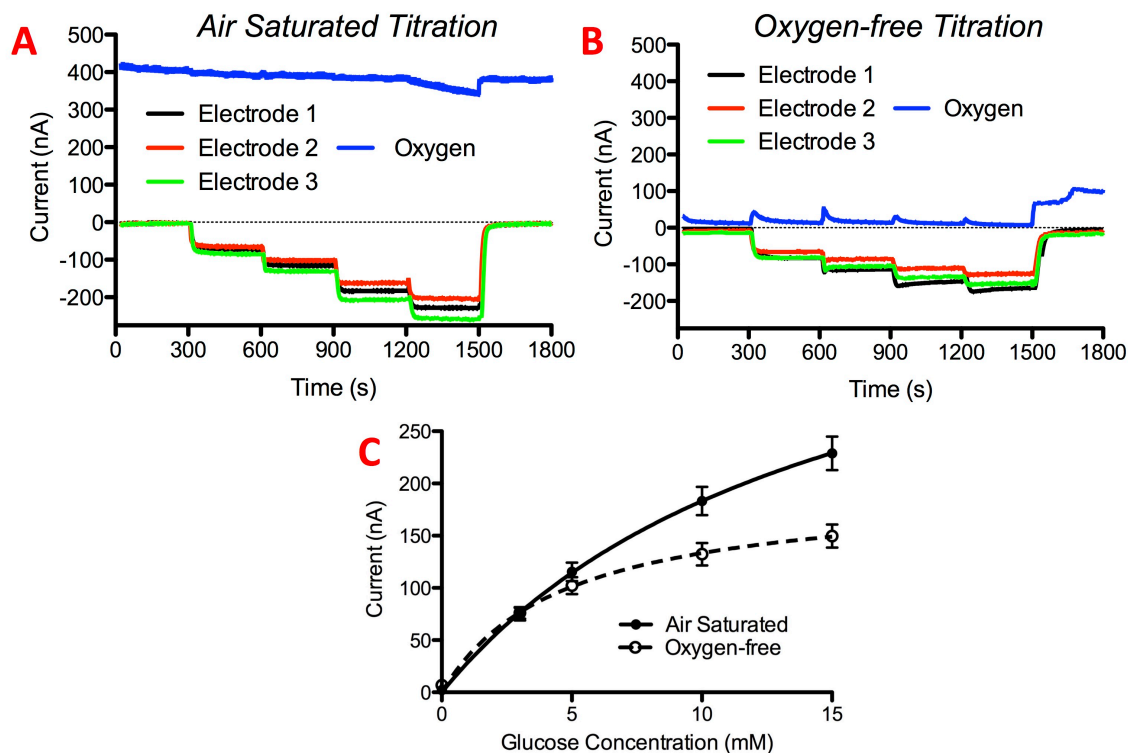 A
Air Saturated Titration
500
400
300
200
100
0
-100
-200
Current (nA)
Electrode 1
Electrode 2
Oxygen
Electrode 3
0
300
600
900
1200
1500
1800
Time (s)
B
Oxygen-free Titration
500
400
300
200
100
0
-100
-200
Current (nA)
Electrode 1
Electrode 2
Oxygen
Electrode 3
0
300
600
900
1200
1500
1800
Time (s)
C
250
200
150
100
50
0
Current (nA)
Air Saturated
Oxygen-free
0
5
10
15
Glucose Concentration (mM)